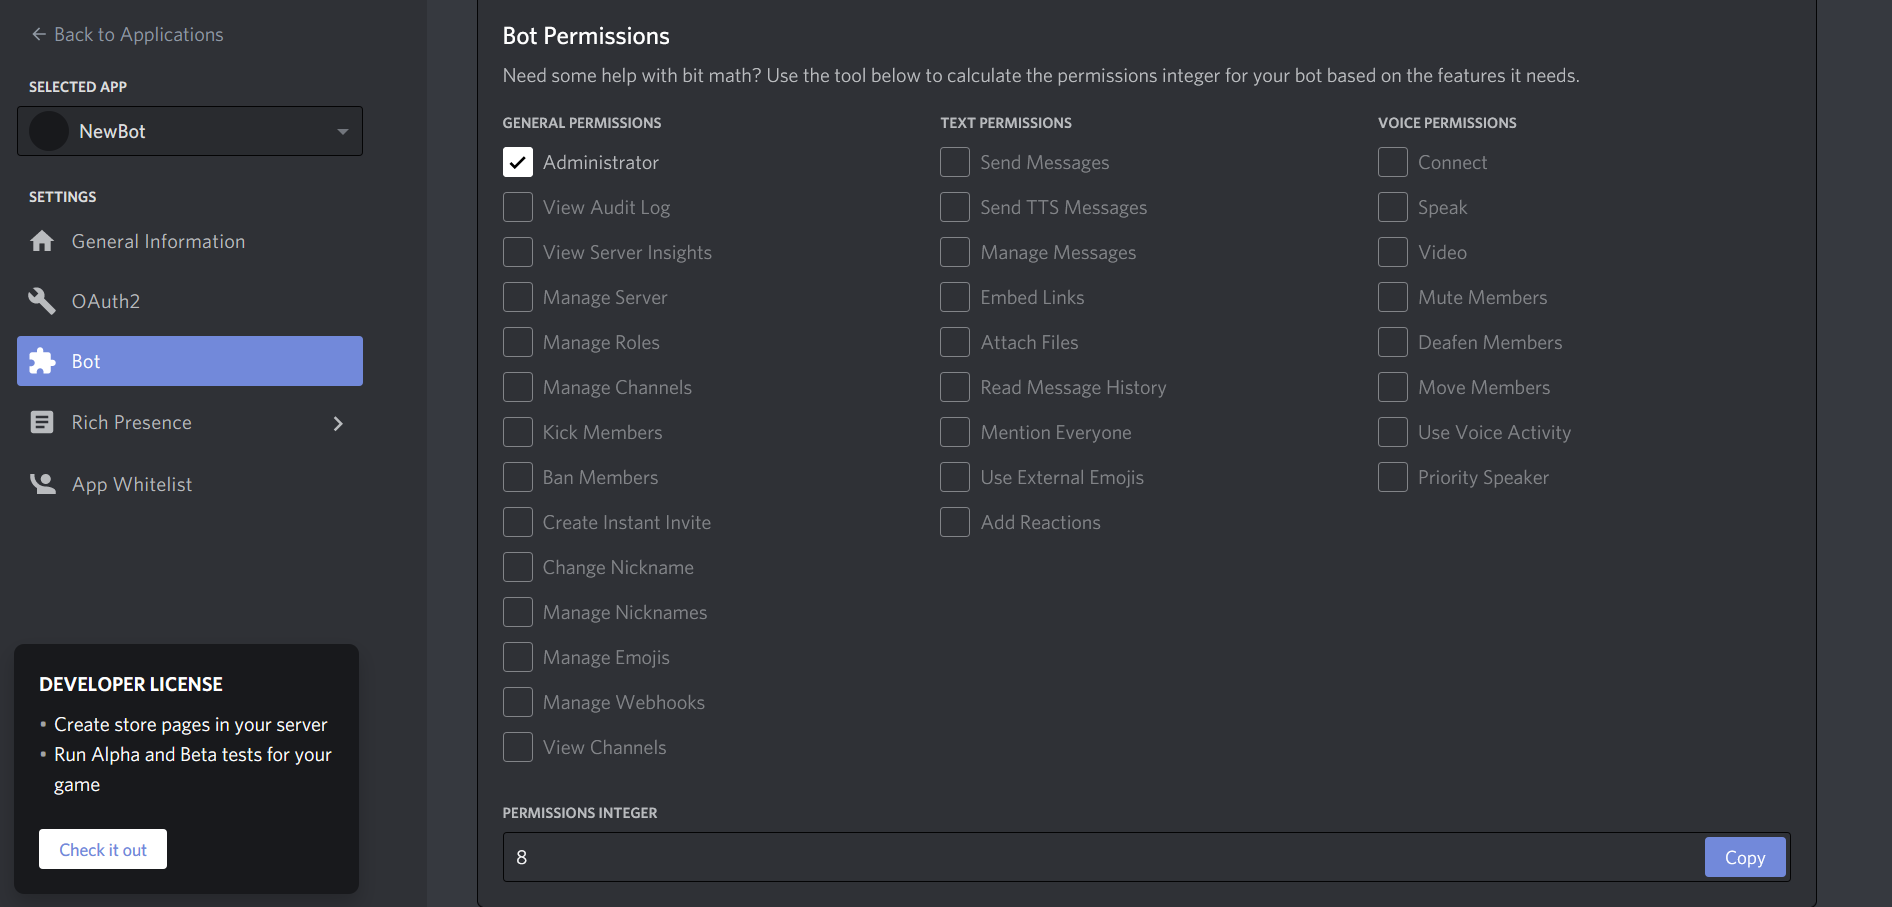 Back to Applications
SELECTED APP
NewBot
SETTINGS
General Information
OAuth2
Bot
Rich Presence
App Whitelist
DEVELOPER LICENSE
• Create store pages in your server
• Run Alpha and Beta tests for your
game
Check it out
Bot Permissions
Need some help with bit math? Use the tool below to calculate the permissions integer for your bot based on the features it needs.
GENERAL PERMISSIONS
Administrator
View Audit Log
View Server Insights
Manage Server
Manage Roles
Manage Channels
Kick Members
Ban Members
Create Instant Invite
Change Nickname
Manage Nicknames
Manage Emojis
Manage Webhooks
View Channels
TEXT PERMISSIONS
Send Messages
Send TTS Messages
Manage Messages
Embed Links
Attach Files
Read Message History
Mention Everyone
Use External Emojis
Add Reactions
VOICE PERMISSIONS
Connect
Speak
Video
Mute Members
Deafen Members
Move Members
Use Voice Activity
Priority Speaker
PERMISSIONS INTEGER
8
Copy